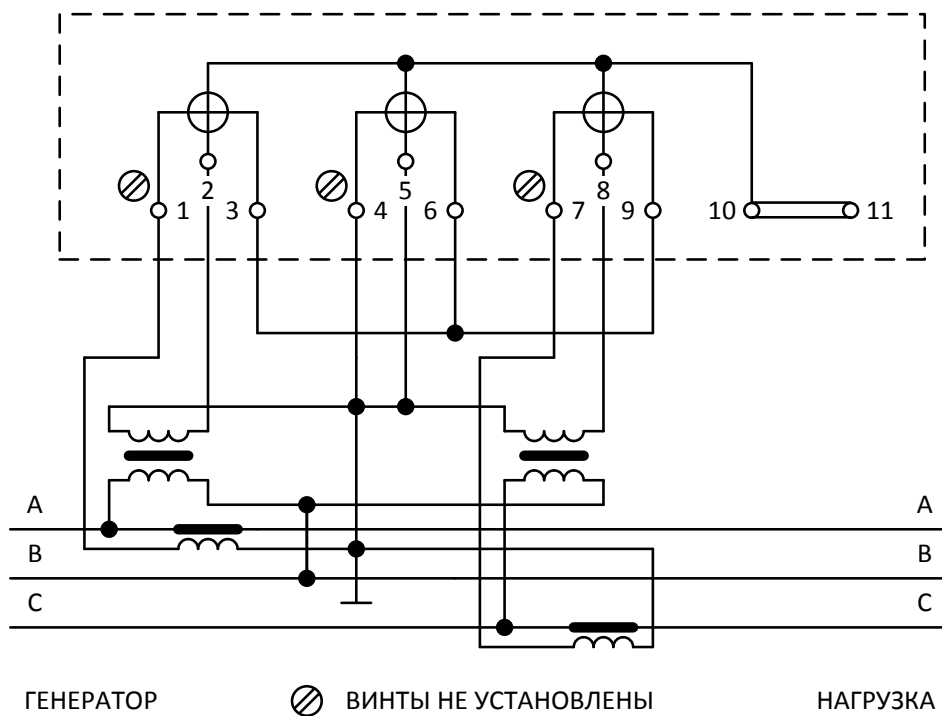 2 5 8
1 3 4 6 7 9 10 11
A A
B B
C C
ГЕНЕРАТОР ВИНТЫ НЕ УСТАНОВЛЕНЫ НАГРУЗКА